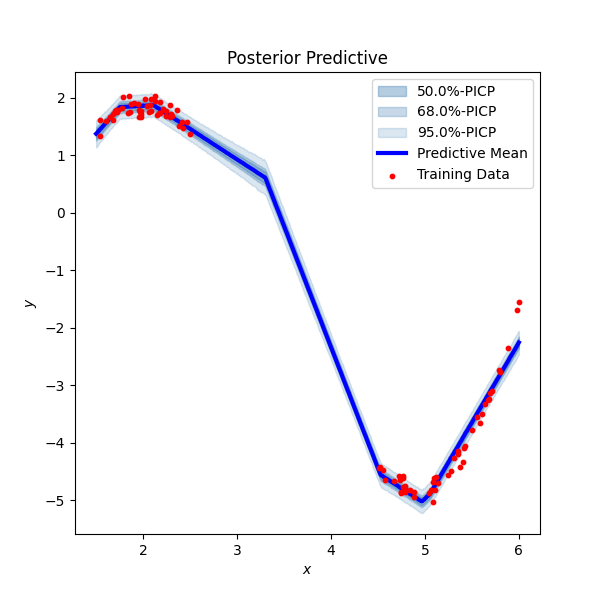 Posterior Predictive
50.0%-PICP
68.0%-PICP
95.0%-PICP
Predictive Mean
Training Data
2
1
0
−1
−2
−3
−4
−5
y
2 3 4 5 6
x